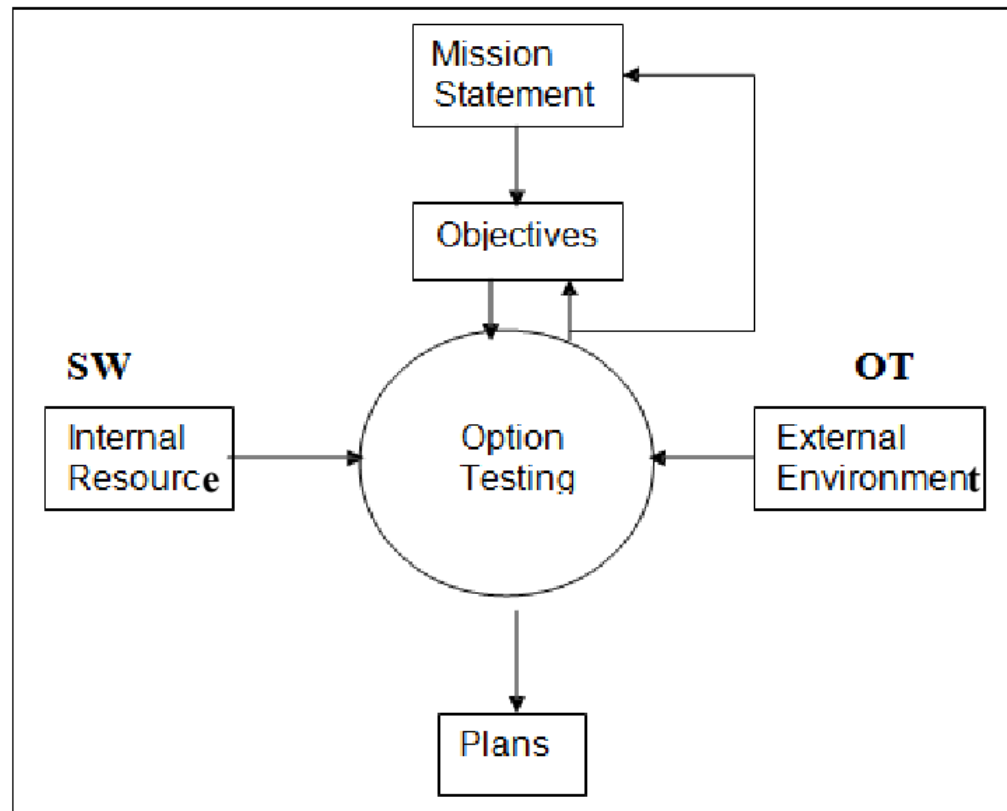 Mission
Statement
Objectives
SW
OT
Internal
Resource
Option
Testing
External
Environment
Plans